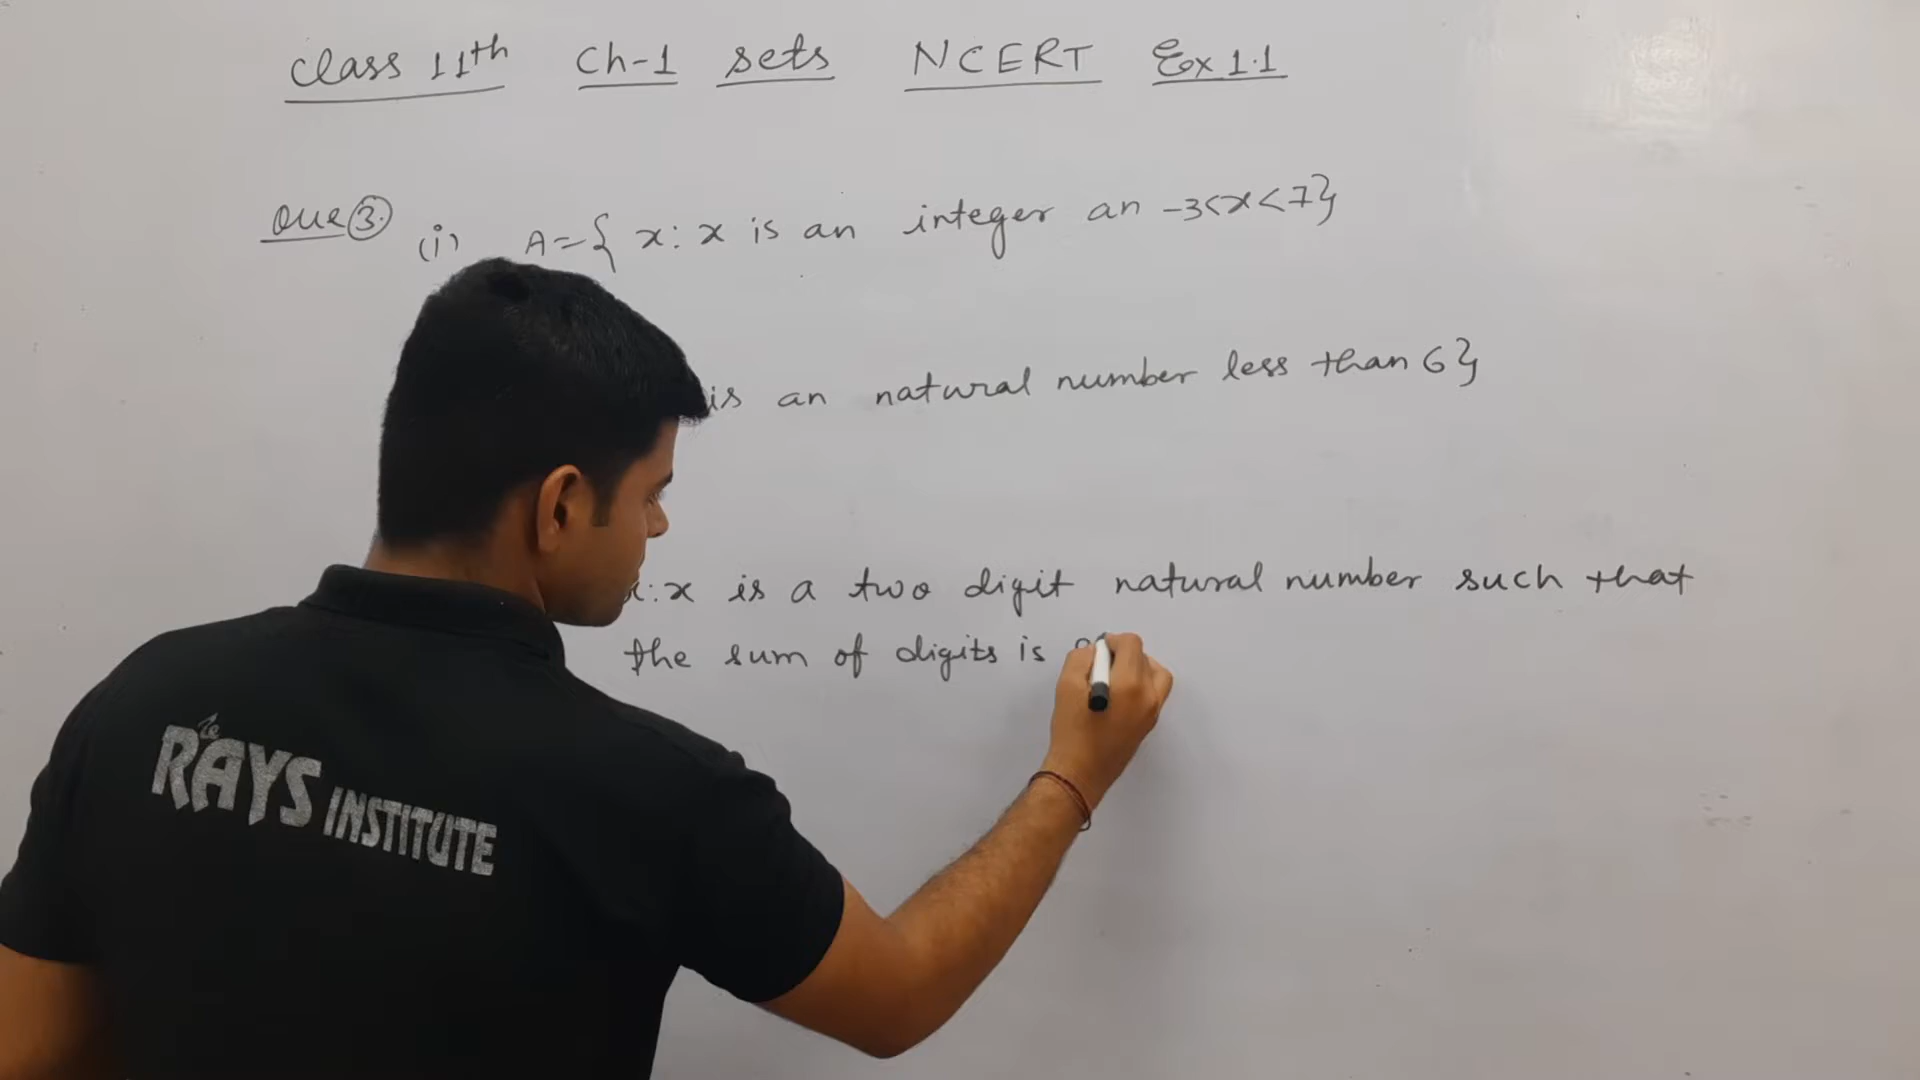 class 11th Ch-1 sets NCERT Ex 1.1
Que 3. (i) A={ x: x is an integer an -3<x<7}
is an natural number less than 6}
x:x is a two digit natural number such that
the sum of digits is
RAYS INSTITUTE